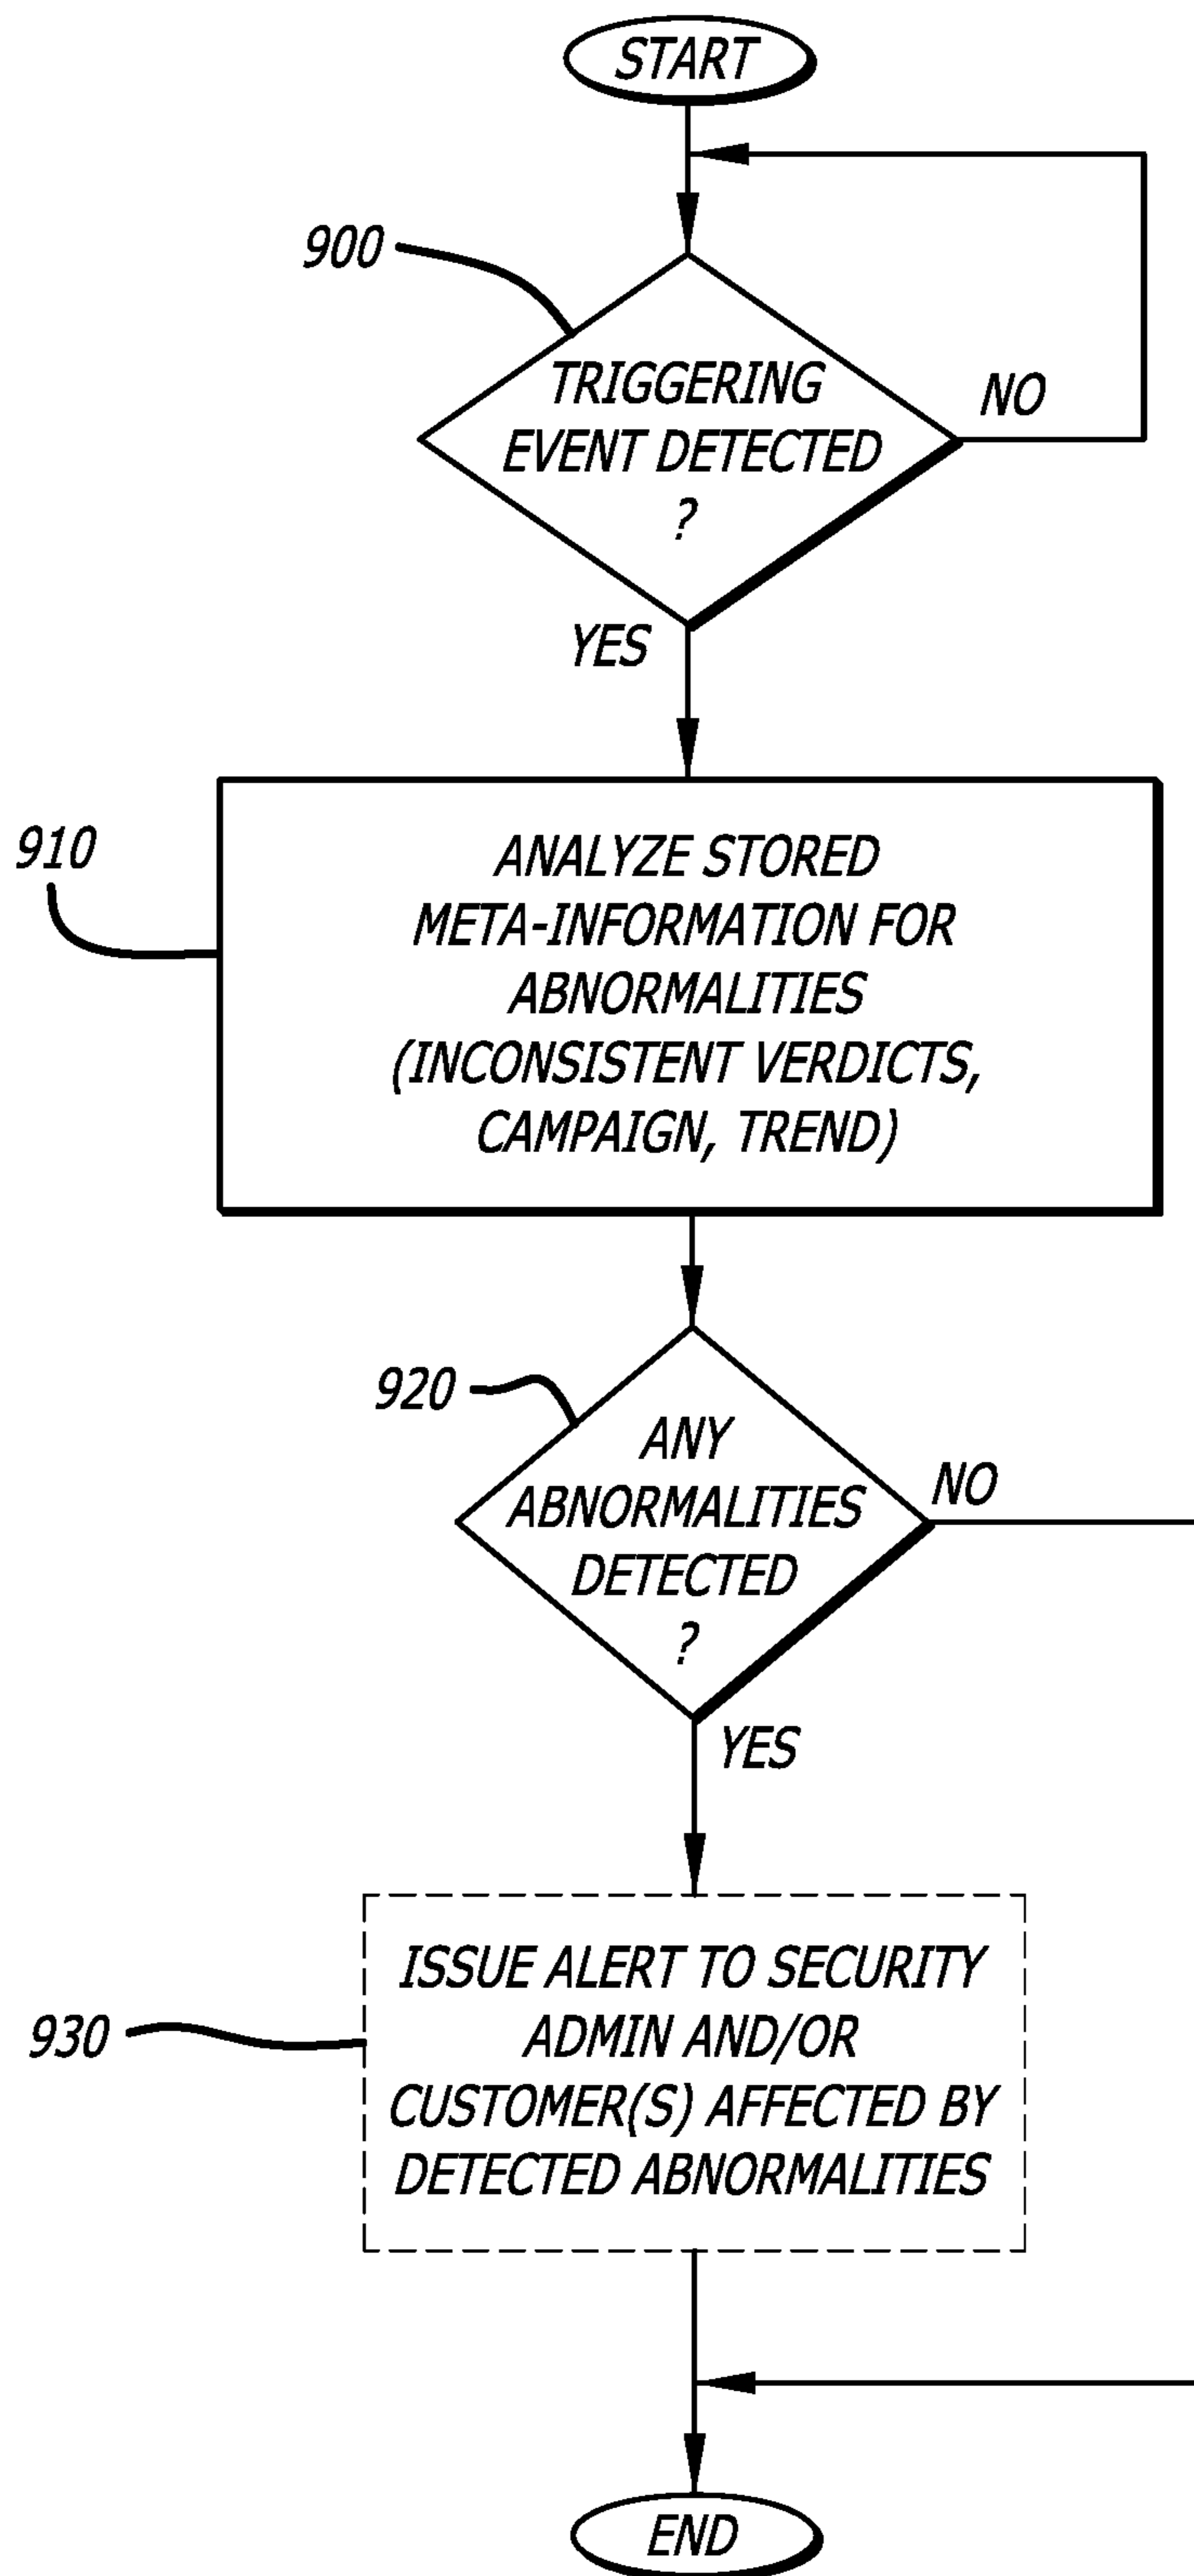 START
900
TRIGGERING
EVENT DETECTED
?
NO
YES
910
ANALYZE STORED
META-INFORMATION FOR
ABNORMALITIES
(INCONSISTENT VERDICTS,
CAMPAIGN, TREND)
920
ANY
ABNORMALITIES
DETECTED
?
NO
YES
930
ISSUE ALERT TO SECURITY
ADMIN AND/OR
CUSTOMER(S) AFFECTED BY
DETECTED ABNORMALITIES
END